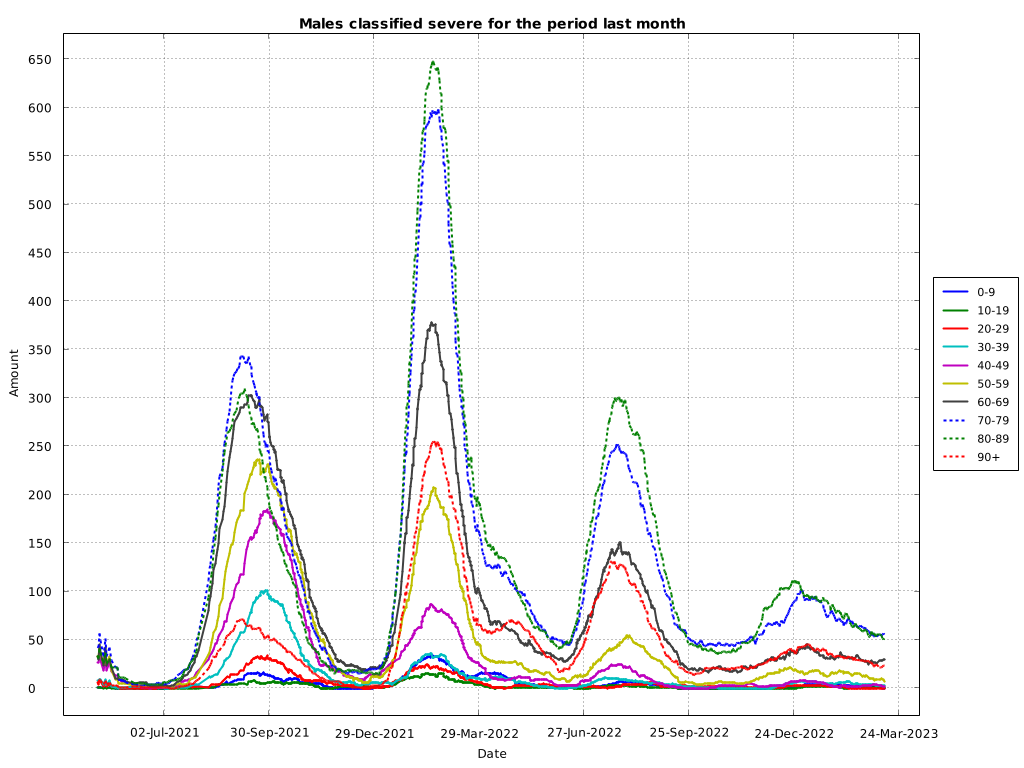 Males classified severe for the period last month
Amount
650
600
550
500
450
400
350
300
250
200
150
100
50
0
02-Jul-2021
30-Sep-2021
29-Dec-2021
29-Mar-2022
27-Jun-2022
25-Sep-2022
24-Dec-2022
24-Mar-2023
Date
0-9
10-19
20-29
30-39
40-49
50-59
60-69
70-79
80-89
90+